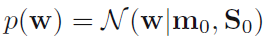 p(𝐰) = 𝒩(𝐰|𝐦₀, 𝐒₀)